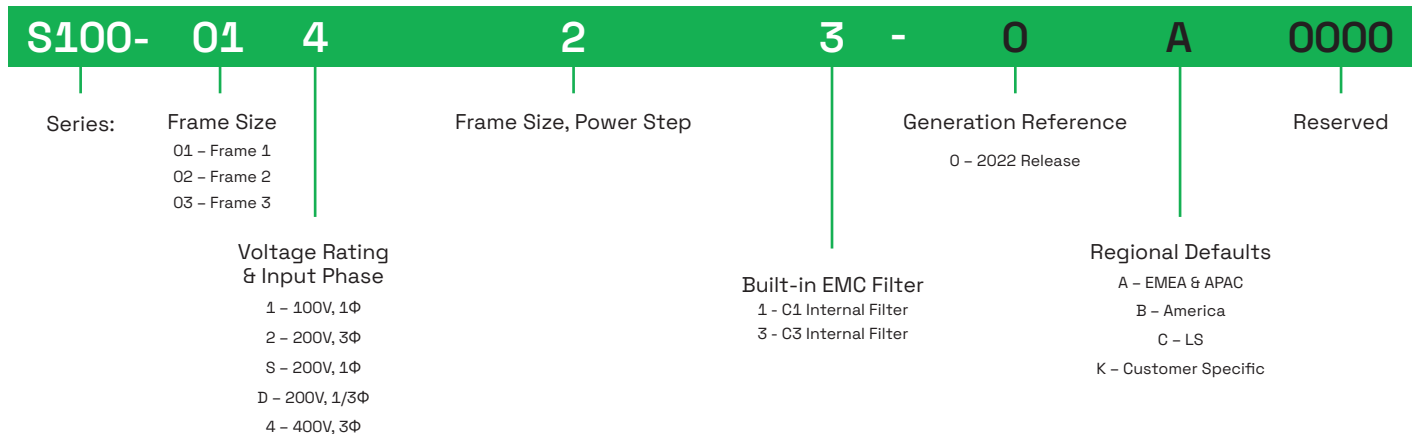 S100- 01 4 2 3 - 0 A 0000
Series:
Frame Size
01 – Frame 1
02 – Frame 2
03 – Frame 3
Voltage Rating
& Input Phase
1 – 100V, 1Φ
2 – 200V, 3Φ
S – 200V, 1Φ
D – 200V, 1/3Φ
4 – 400V, 3Φ
Frame Size, Power Step
Built-in EMC Filter
1 - C1 Internal Filter
3 - C3 Internal Filter
Generation Reference
0 – 2022 Release
Regional Defaults
A – EMEA & APAC
B – America
C – LS
K – Customer Specific
Reserved